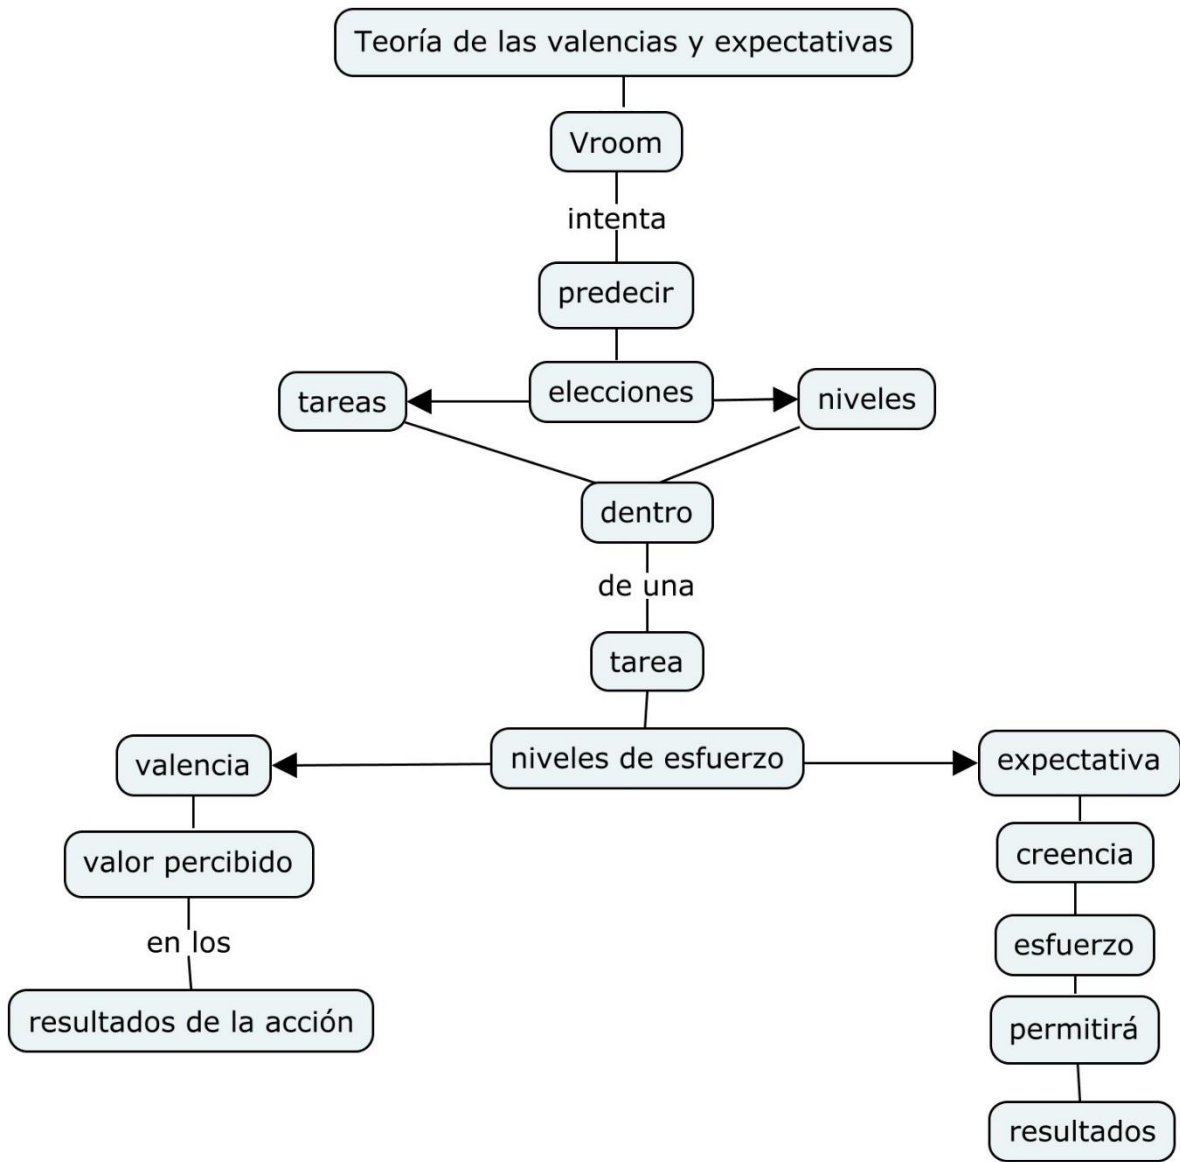 Teoría de las valencias y expectativas
Vroom
intenta
predecir
tareas
elecciones
niveles
dentro
de una
tarea
valencia
niveles de esfuerzo
expectativa
valor percibido
creencia
en los
esfuerzo
resultados de la acción
permitirá
resultados